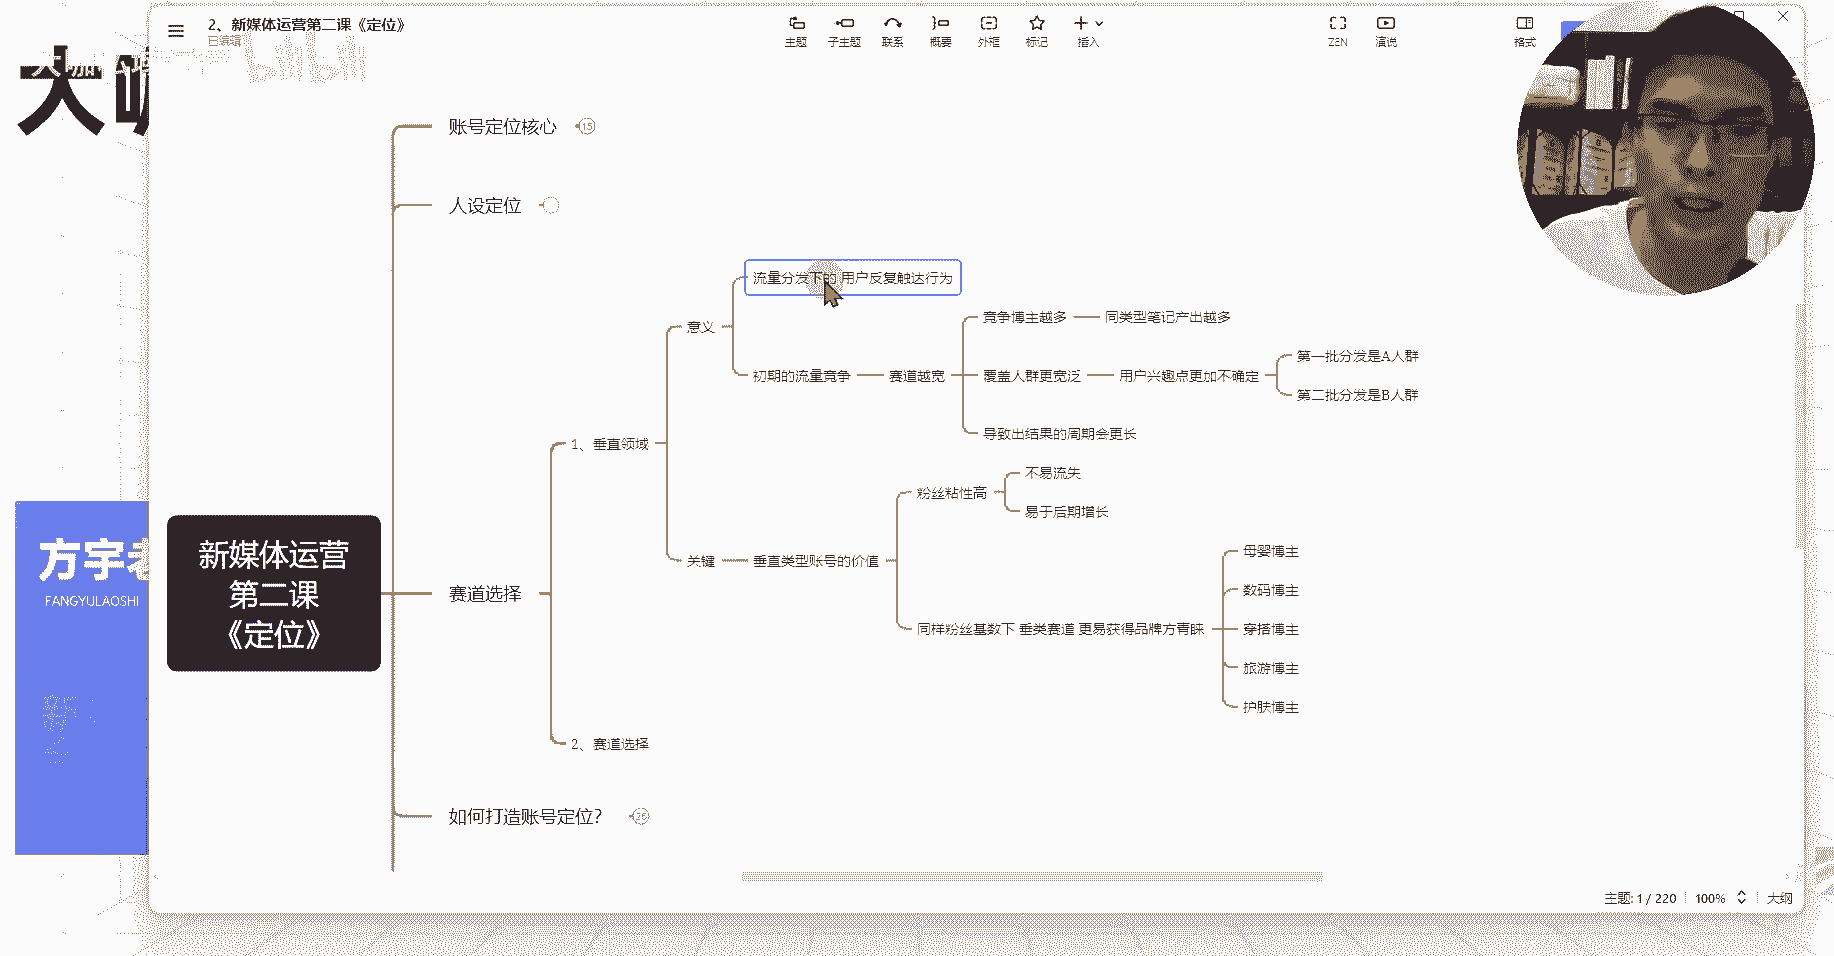 2、新媒体运营第二课《定位》
已编辑
主题
子主题
联系
概要
外框
标记
插入
ZEN
演说
格式
大咖
账号定位核心
15
人设定位
流量分发下的 用户反复触达行为
意义
竞争博主越多
同类型笔记产出越多
初期的流量竞争
赛道越宽
覆盖人群更宽泛
用户兴趣点更加不确定
第一批分发是A人群
第二批分发是B人群
导致出结果的周期会更长
1、垂直领域
粉丝粘性高
不易流失
易于后期增长
关键
垂直类型账号的价值
同样粉丝基数下 垂类赛道 更易获得品牌方青睐
母婴博主
数码博主
穿搭博主
旅游博主
护肤博主
新媒体运营
第二课
《定位》
赛道选择
2、赛道选择
如何打造账号定位？
方宇老
FANGYULAOSHI
主题: 1 / 220
100%
大纲